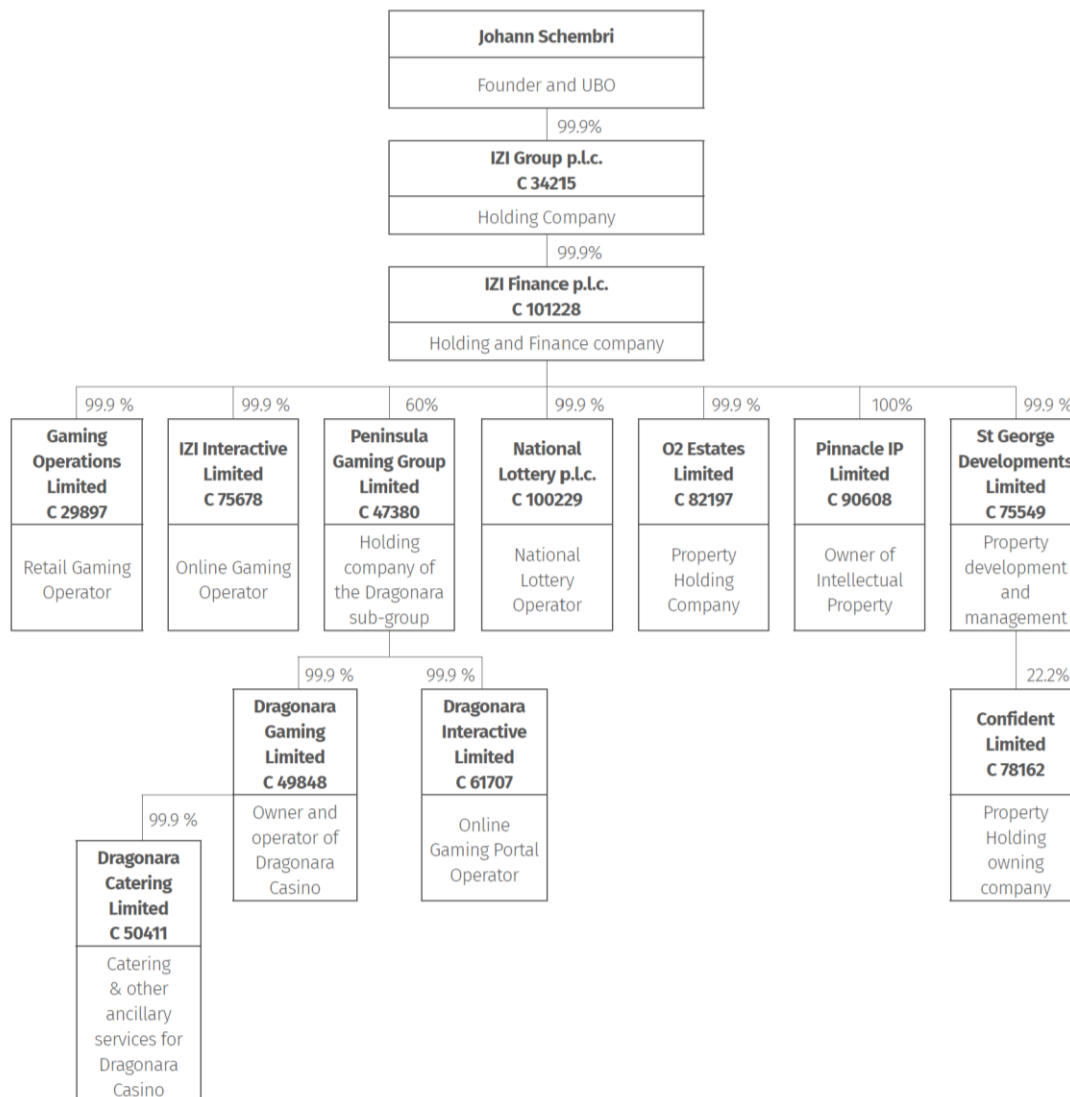 Johann Schembri
Founder and UBO
99.9%
IZI Group p.l.c.
C 34215
Holding Company
99.9%
IZI Finance p.l.c.
C 101228
Holding and Finance company
99.9 %
Gaming
Operations
Limited
C 29897
Retail Gaming
Operator
99.9 %
IZI Interactive
Limited
C 75678
Online Gaming
Operator
60%
Peninsula
Gaming Group
Limited
C 47380
Holding
company of
the Dragonara
sub-group
99.9 %
National
Lottery p.l.c.
C 100229
National
Lottery
Operator
99.9 %
O2 Estates
Limited
C 82197
Property
Holding
Company
100%
Pinnacle IP
Limited
C 90608
Owner of
Intellectual
Property
99.9 %
St George
Developments
Limited
C 75549
Property
development
and
management
99.9 %
Dragonara
Gaming
Limited
C 49848
Owner and
operator of
Dragonara
Casino
99.9 %
Dragonara
Interactive
Limited
C 61707
Online
Gaming Portal
Operator
22.2%
Confident
Limited
C 78162
Property
Holding
owning
company
99.9 %
Dragonara
Catering
Limited
C 50411
Catering
& other
ancillary
services for
Dragonara
Casino